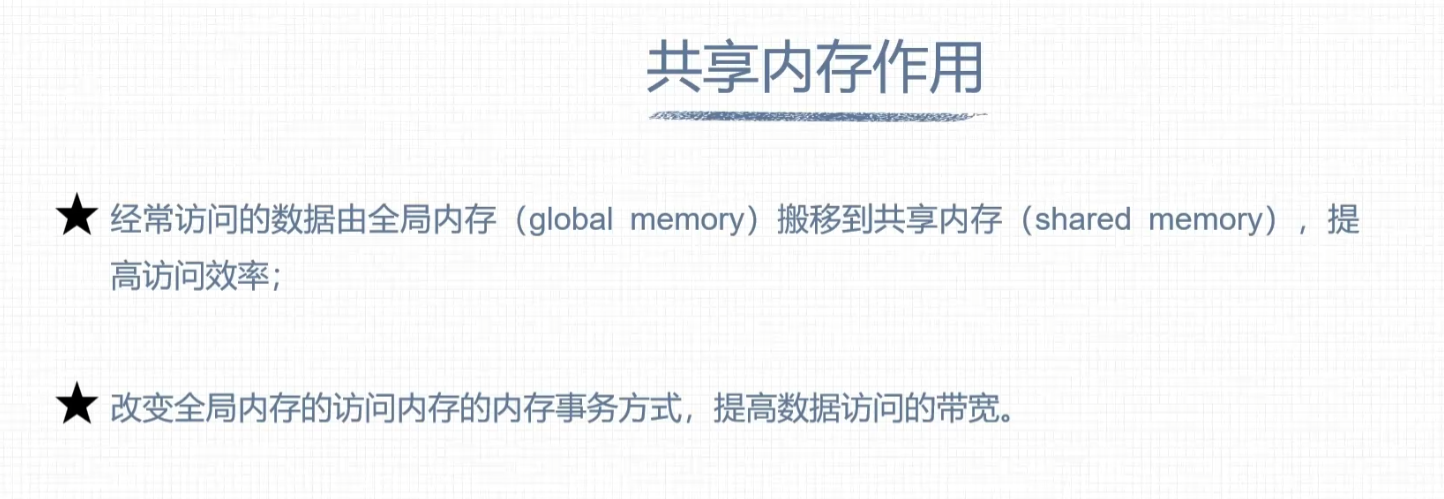 共享内存作用
★ 经常访问的数据由全局内存（global memory）搬移到共享内存（shared memory），提
高访问效率；
★ 改变全局内存的访问内存的内存事务方式，提高数据访问的带宽。